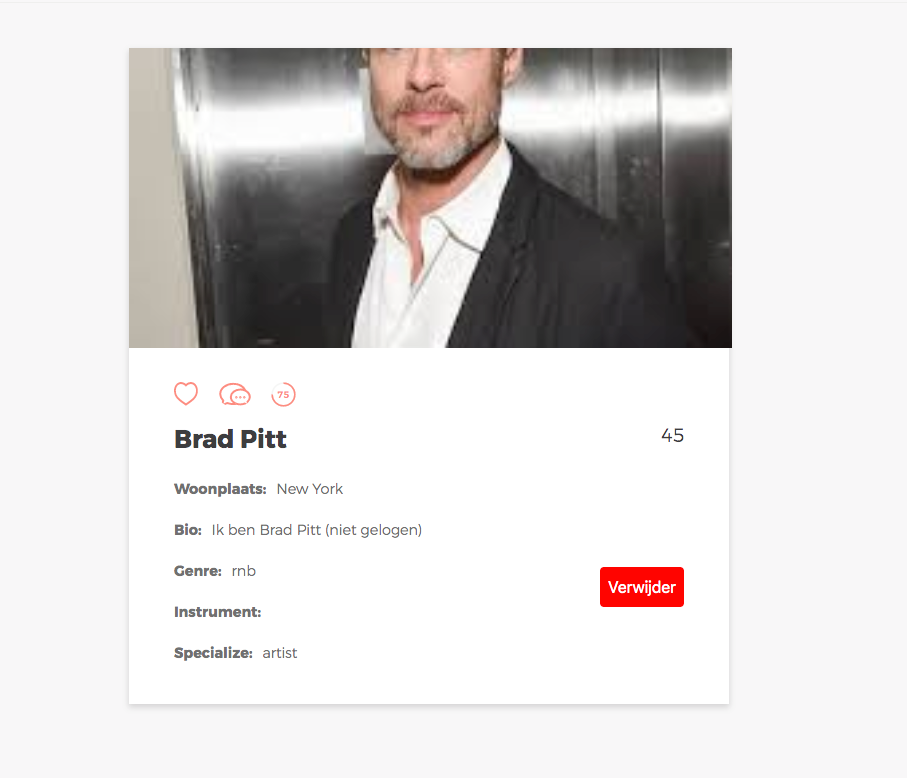 75
Brad Pitt 45
Woonplaats: New York
Bio: Ik ben Brad Pitt (niet gelogen)
Genre: rnb
Verwijder
Instrument:
Specialize: artist